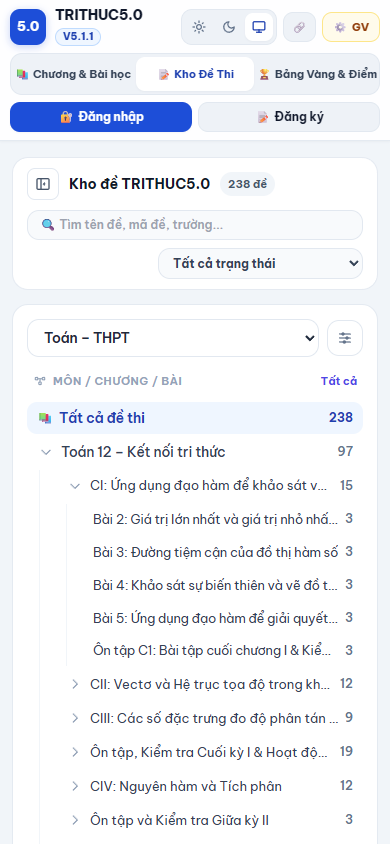 5.0
TRITHUC5.0
V5.1.1
GV
Chương & Bài học
Kho Đề Thi
Bảng Vàng & Điểm
Đăng nhập
Đăng ký
Kho đề TRITHUC5.0
238 đề
Tìm tên đề, mã đề, trường...
Tất cả trạng thái
Toán – THPT
MÔN / CHƯƠNG / BÀI
Tất cả
Tất cả đề thi 238
Toán 12 – Kết nối tri thức 97
CI: Ứng dụng đạo hàm để khảo sát v... 15
Bài 2: Giá trị lớn nhất và giá trị nhỏ nhấ... 3
Bài 3: Đường tiệm cận của đồ thị hàm số 3
Bài 4: Khảo sát sự biến thiên và vẽ đồ t... 3
Bài 5: Ứng dụng đạo hàm để giải quyết... 3
Ôn tập C1: Bài tập cuối chương I & Kiể... 3
CII: Vectơ và Hệ trục tọa độ trong kh... 12
CIII: Các số đặc trưng đo độ phân tán ... 9
Ôn tập, Kiểm tra Cuối kỳ I & Hoạt độ... 12
CIV: Nguyên hàm và Tích phân 12
Ôn tập và Kiểm tra Giữa kỳ II 3